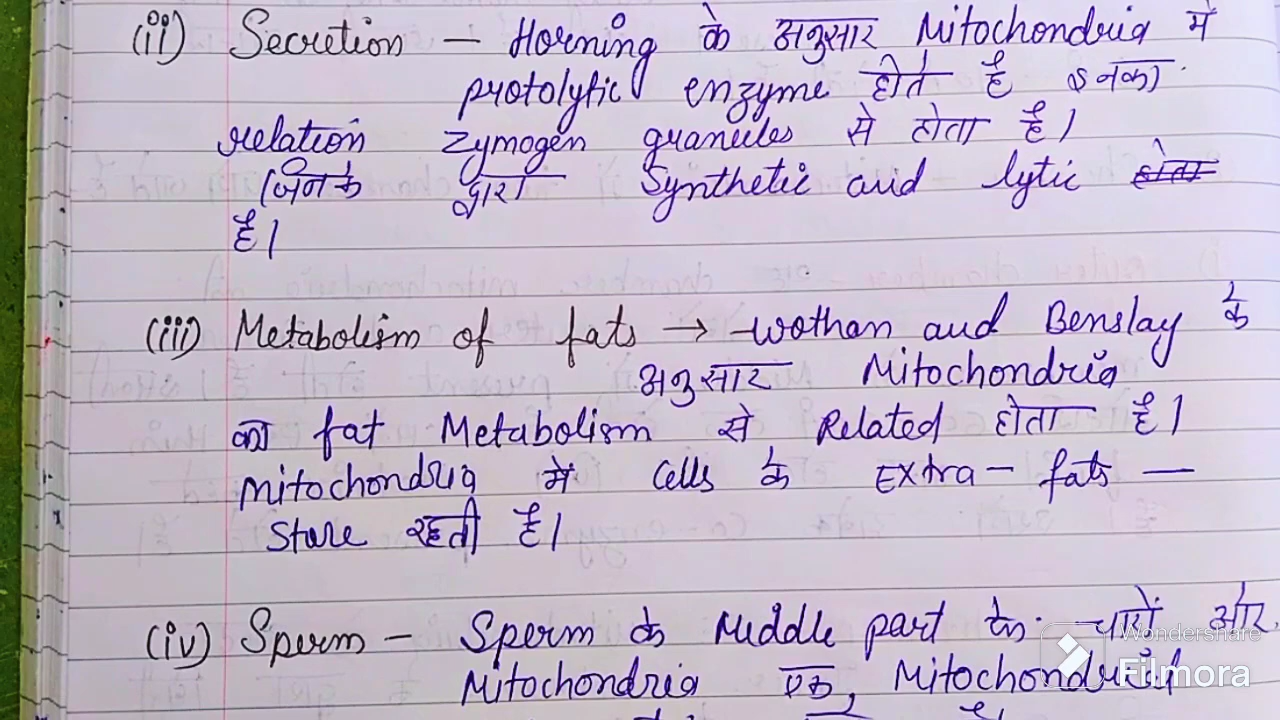 (ii) Secretion – Horning के अनुसार Mitochondria में
protolytic enzyme होते है इनका
relation zymogen granules से होता है।
जिनके द्वारा Synthetic and lytic होता
है।
(iii) Metabolism of fats → Wothan and Benslay के
अनुसार Mitochondria
का fat Metabolism से Related होता है।
Mitochondria में cells के Extra – fats –
store रहती है।
(iv) Sperm – Sperm के Middle part के चारों ओर
Mitochondria एक, Mitochondrial
Wondershare
Filmora